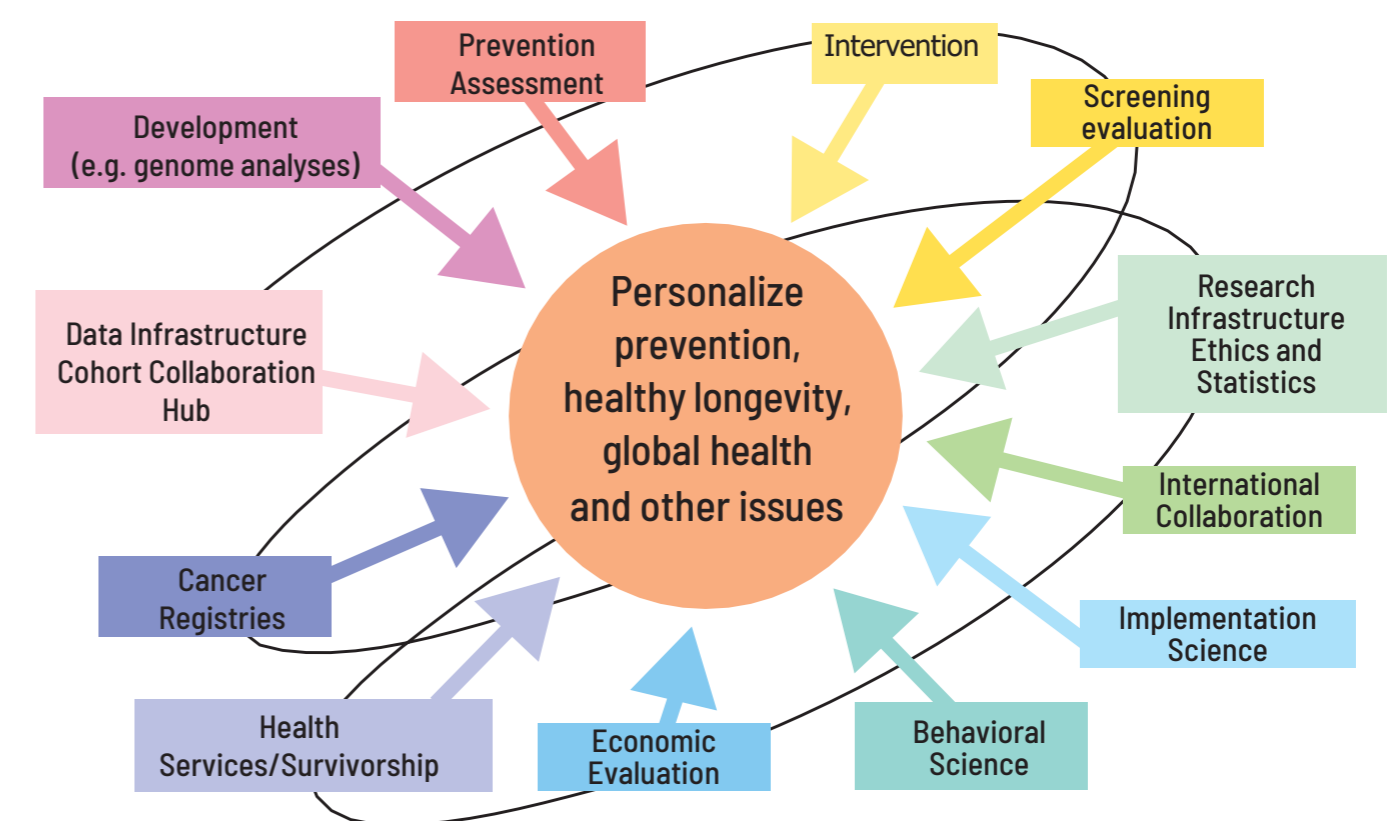 Prevention
Assessment
Intervention
Screening
evaluation
Development
(e.g. genome analyses)
Research
Infrastructure
Ethics and
Statistics
Personalize
prevention,
healthy longevity,
global health
and other issues
Data Infrastructure
Cohort Collaboration
Hub
International
Collaboration
Cancer
Registries
Implementation
Science
Health
Services/Survivorship
Economic
Evaluation
Behavioral
Science